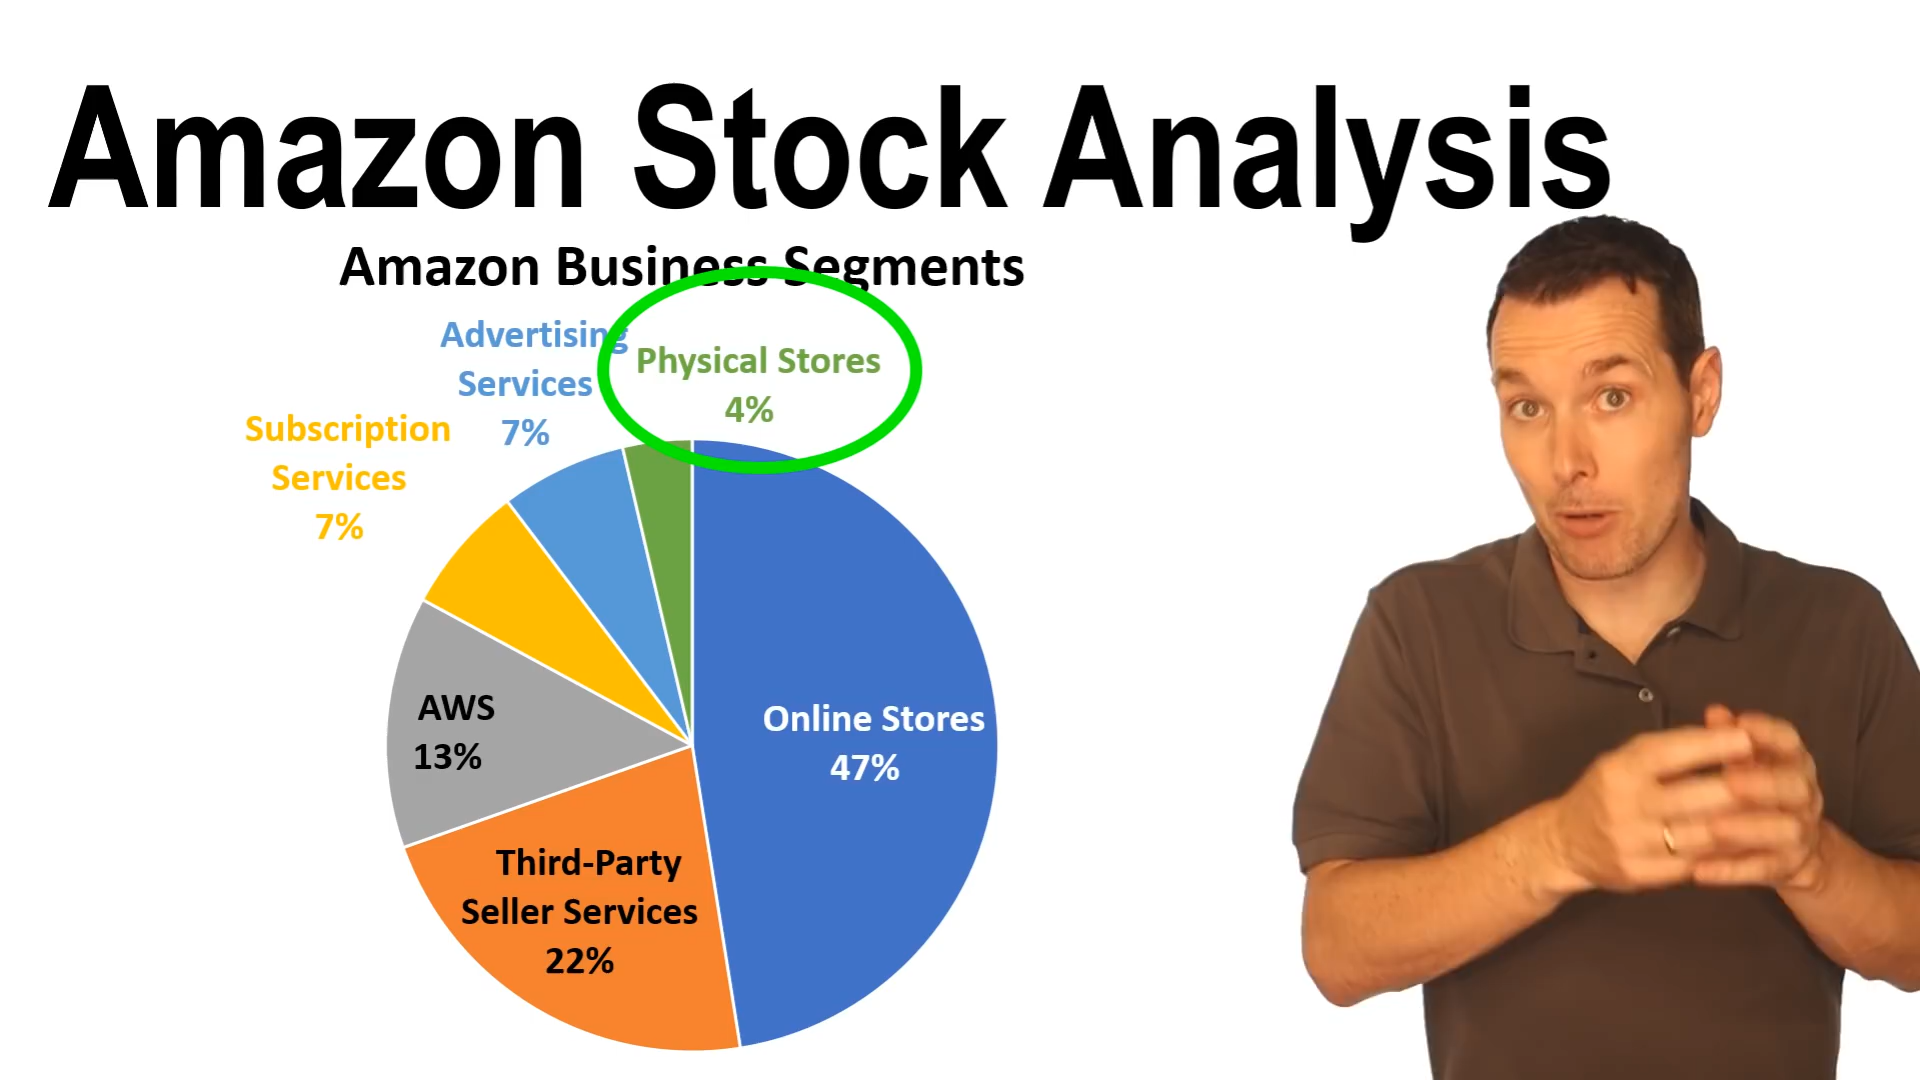 Amazon Stock Analysis
Amazon Business Segments
Advertising
Services
7%
Physical Stores
4%
Subscription
Services
7%
AWS
13%
Online Stores
47%
Third-Party
Seller Services
22%